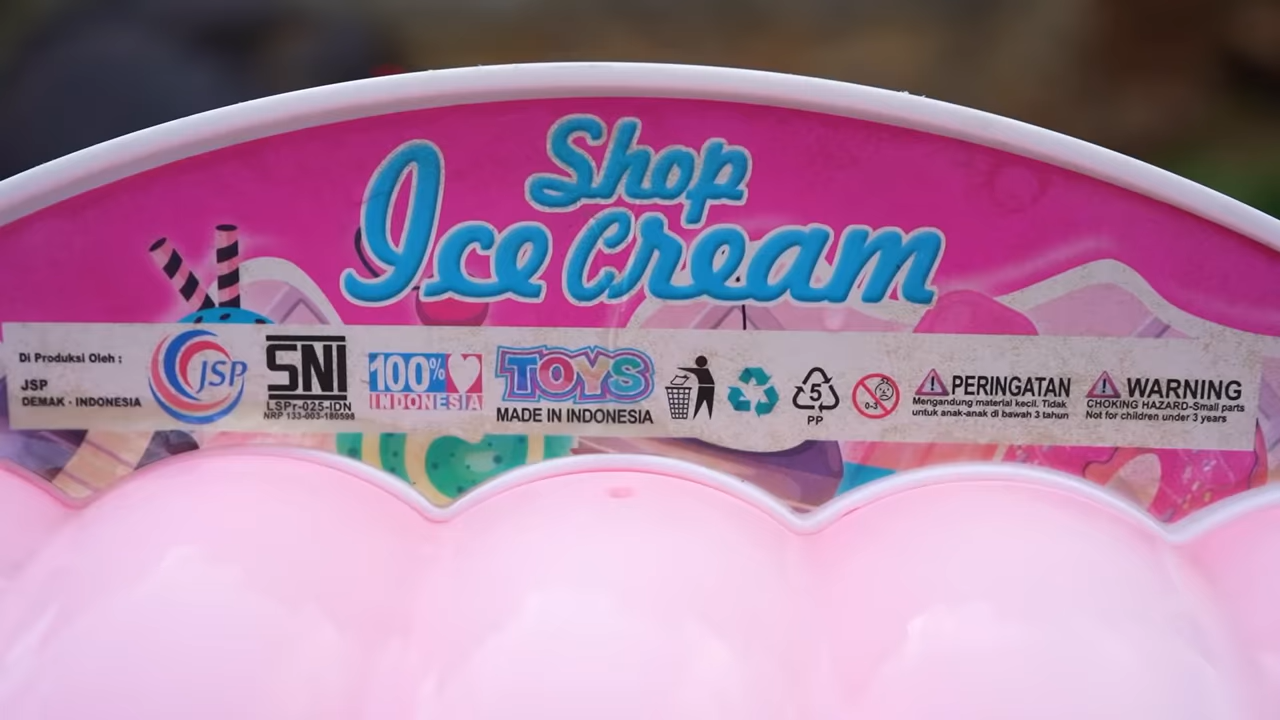 Shop
Ice Cream
Di Produksi Oleh :
JSP
DEMAK - INDONESIA
JSP
SNI
LSPr-025-IDN
NRP 133-003-180598
100%
INDONESIA
TOYS
MADE IN INDONESIA
5
PP
0-3
PERINGATAN
Mengandung material kecil. Tidak
untuk anak-anak di bawah 3 tahun
WARNING
CHOKING HAZARD-Small parts
Not for children under 3 years